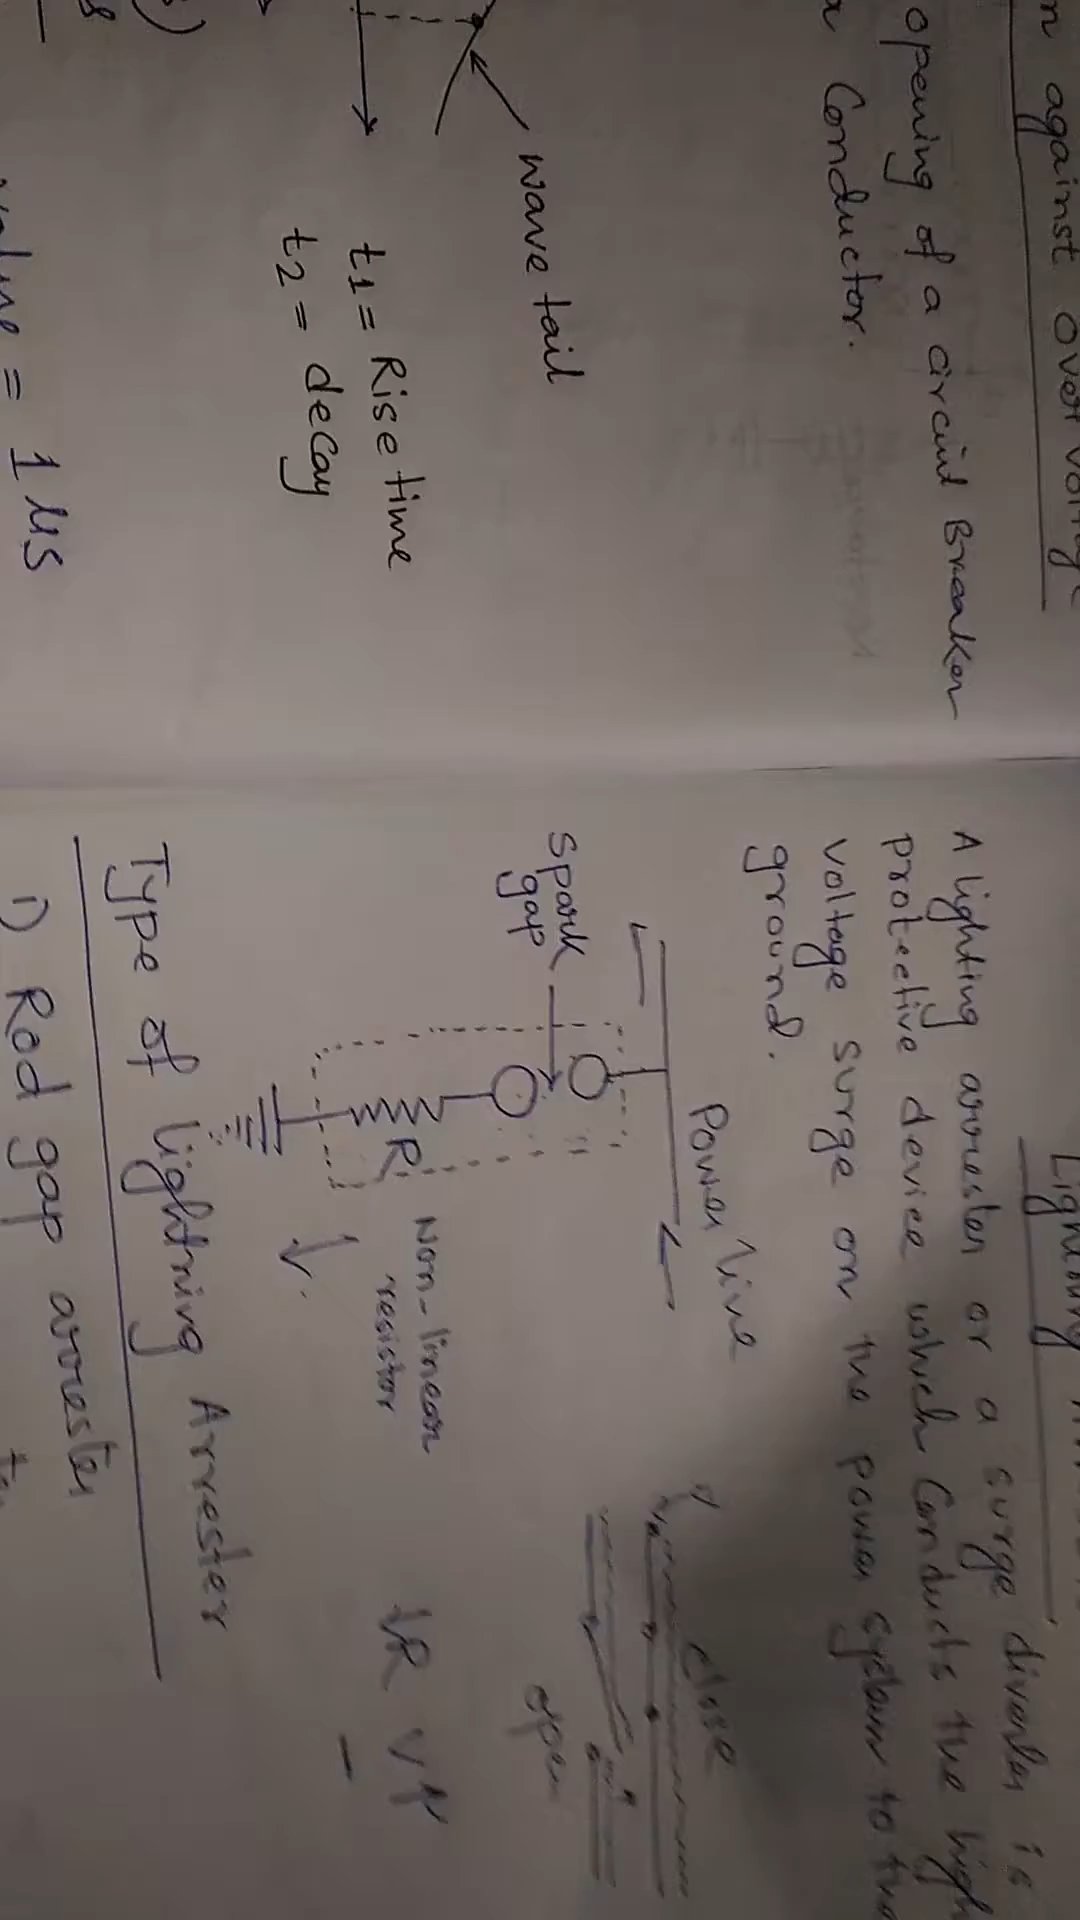 against over
opening of a circuit Breaker
Conductor.
wave tail
t1 = Rise time
t2 = decay
= 1 μs
A lighting arrester or a surge diverter is
protective device which Conducts the high
voltage surge on the power system to the
ground.
Power line
Spark
gap
R
Non-linear
resistor
close
open
↓R V↑
Type of lightning Arrester
i) Rod gap arrester